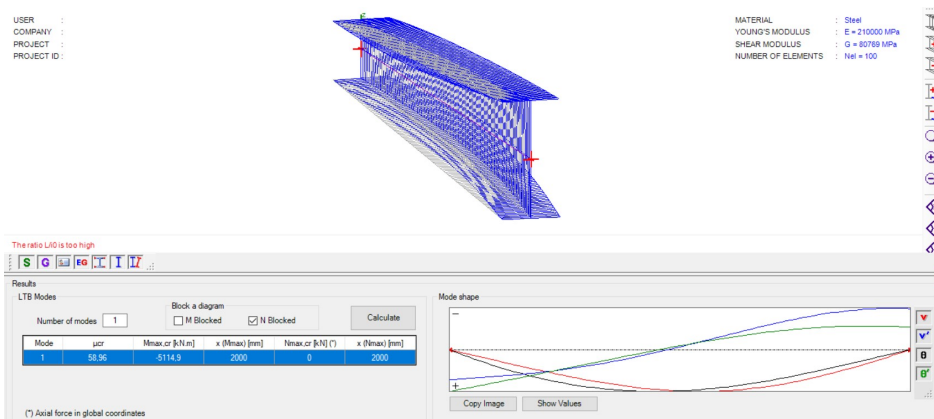 USER :
COMPANY :
PROJECT :
PROJECT ID :
MATERIAL : Steel
YOUNG'S MODULUS : E = 210000 MPa
SHEAR MODULUS : G = 80769 MPa
NUMBER OF ELEMENTS : Nel = 100
The ratio L/i0 is too high
S G EG
Results
LTB Modes
Number of modes 1
Block a diagram
M Blocked N Blocked
Calculate
Mode μcr Mmax,cr [kN.m] x (Mmax) [mm] Nmax,cr [kN] (*) x (Nmax) [mm]
1 58,96 -5114,9 2000 0 2000
(*) Axial force in global coordinates
Mode shape
−
+
v
v'
θ
θ'
Copy Image Show Values